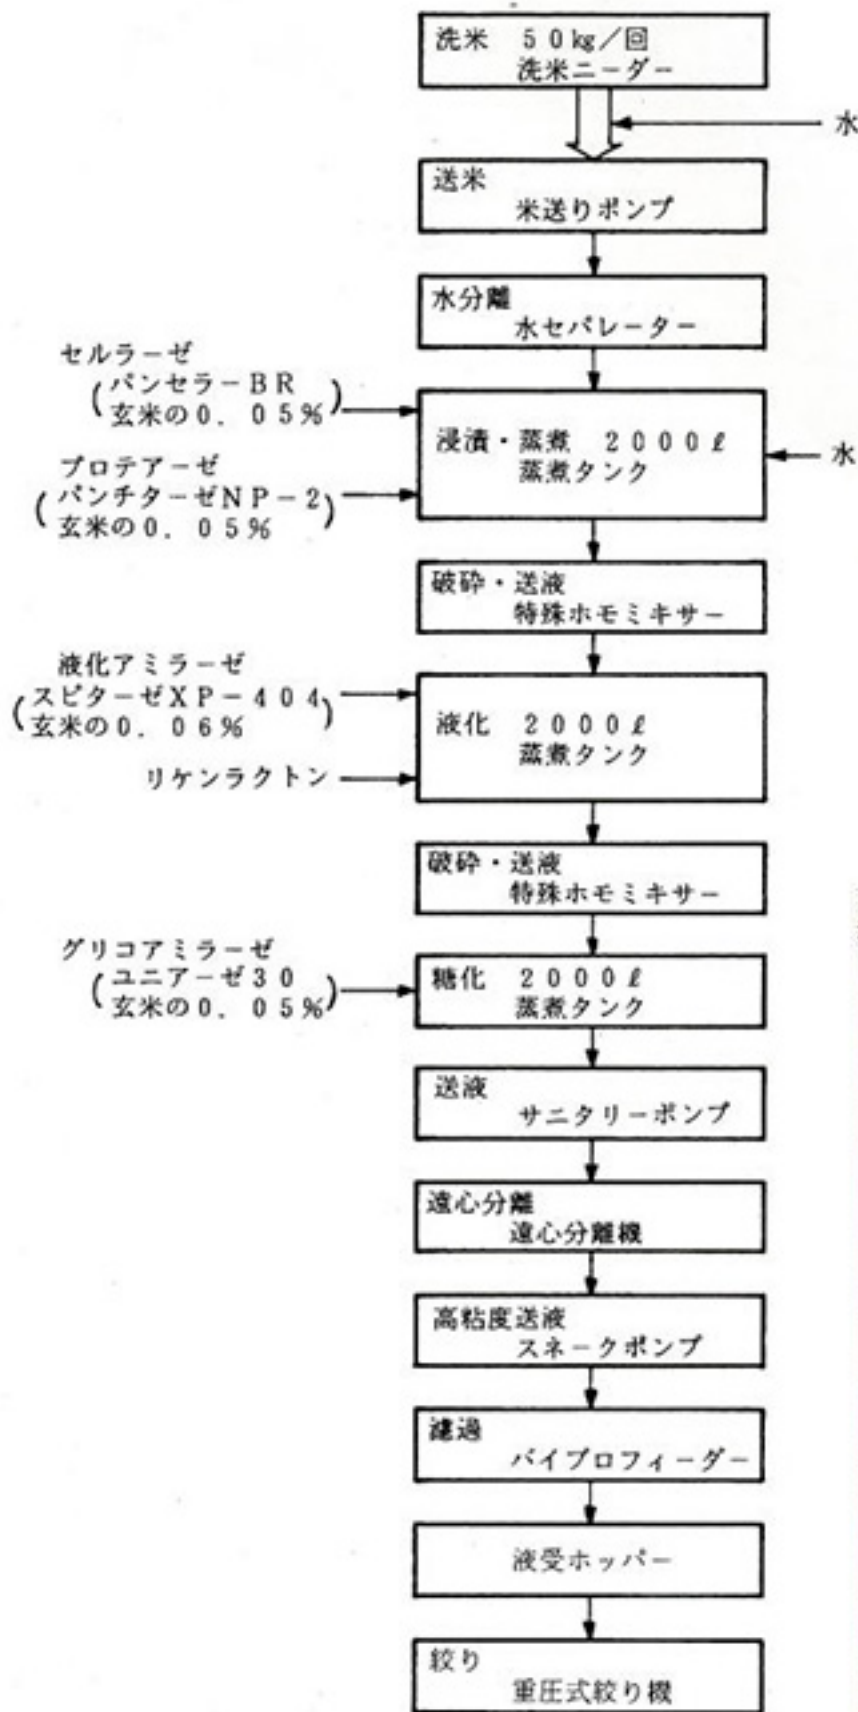 洗米 50kg/回
洗米ニーダー
水
送米
米送りポンプ
水分離
水セパレーター
セルラーゼ
(パンセラーBR
玄米の0.05%)
浸漬・蒸煮 2000ℓ
蒸煮タンク
水
プロテアーゼ
(パンチターゼNP-2
玄米の0.05%)
破砕・送液
特殊ホモミキサー
液化アミラーゼ
(スピターゼXP-404
玄米の0.06%)
液化 2000ℓ
蒸煮タンク
リケンラクトン
破砕・送液
特殊ホモミキサー
グリコアミラーゼ
(ユニアーゼ30
玄米の0.05%)
糖化 2000ℓ
蒸煮タンク
送液
サニタリーポンプ
遠心分離
遠心分離機
高粘度送液
スネークポンプ
濾過
バイブロフィーダー
液受ホッパー
絞り
重圧式絞り機